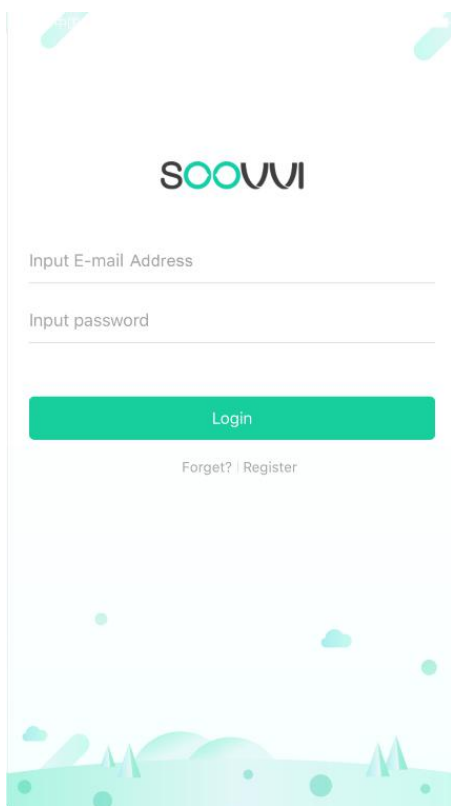 SOOVVI
Input E-mail Address
Input password
Login
Forget? | Register